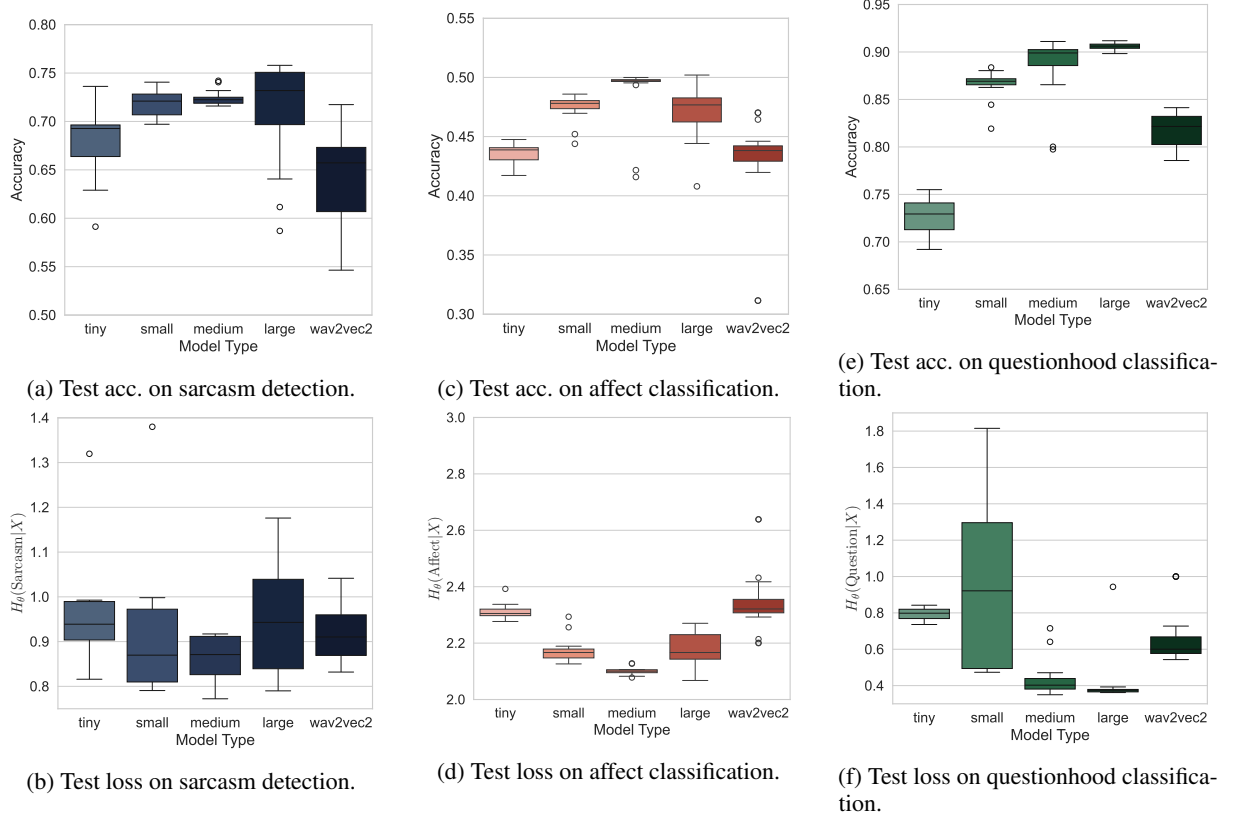 0.80
0.75
0.70
0.65
0.60
0.55
0.50
Accuracy
tiny small medium large wav2vec2
Model Type
(a) Test acc. on sarcasm detection.
0.55
0.50
0.45
0.40
0.35
0.30
Accuracy
tiny small medium large wav2vec2
Model Type
(c) Test acc. on affect classification.
0.95
0.90
0.85
0.80
0.75
0.70
0.65
Accuracy
tiny small medium large wav2vec2
Model Type
(e) Test acc. on questionhood classifica-
tion.
1.4
1.3
1.2
1.1
1.0
0.9
0.8
Hθ(Sarcasm|X)
tiny small medium large wav2vec2
Model Type
(b) Test loss on sarcasm detection.
3.0
2.8
2.6
2.4
2.2
2.0
Hθ(Affect|X)
tiny small medium large wav2vec2
Model Type
(d) Test loss on affect classification.
1.8
1.6
1.4
1.2
1.0
0.8
0.6
0.4
Hθ(Question|X)
tiny small medium large wav2vec2
Model Type
(f) Test loss on questionhood classifica-
tion.